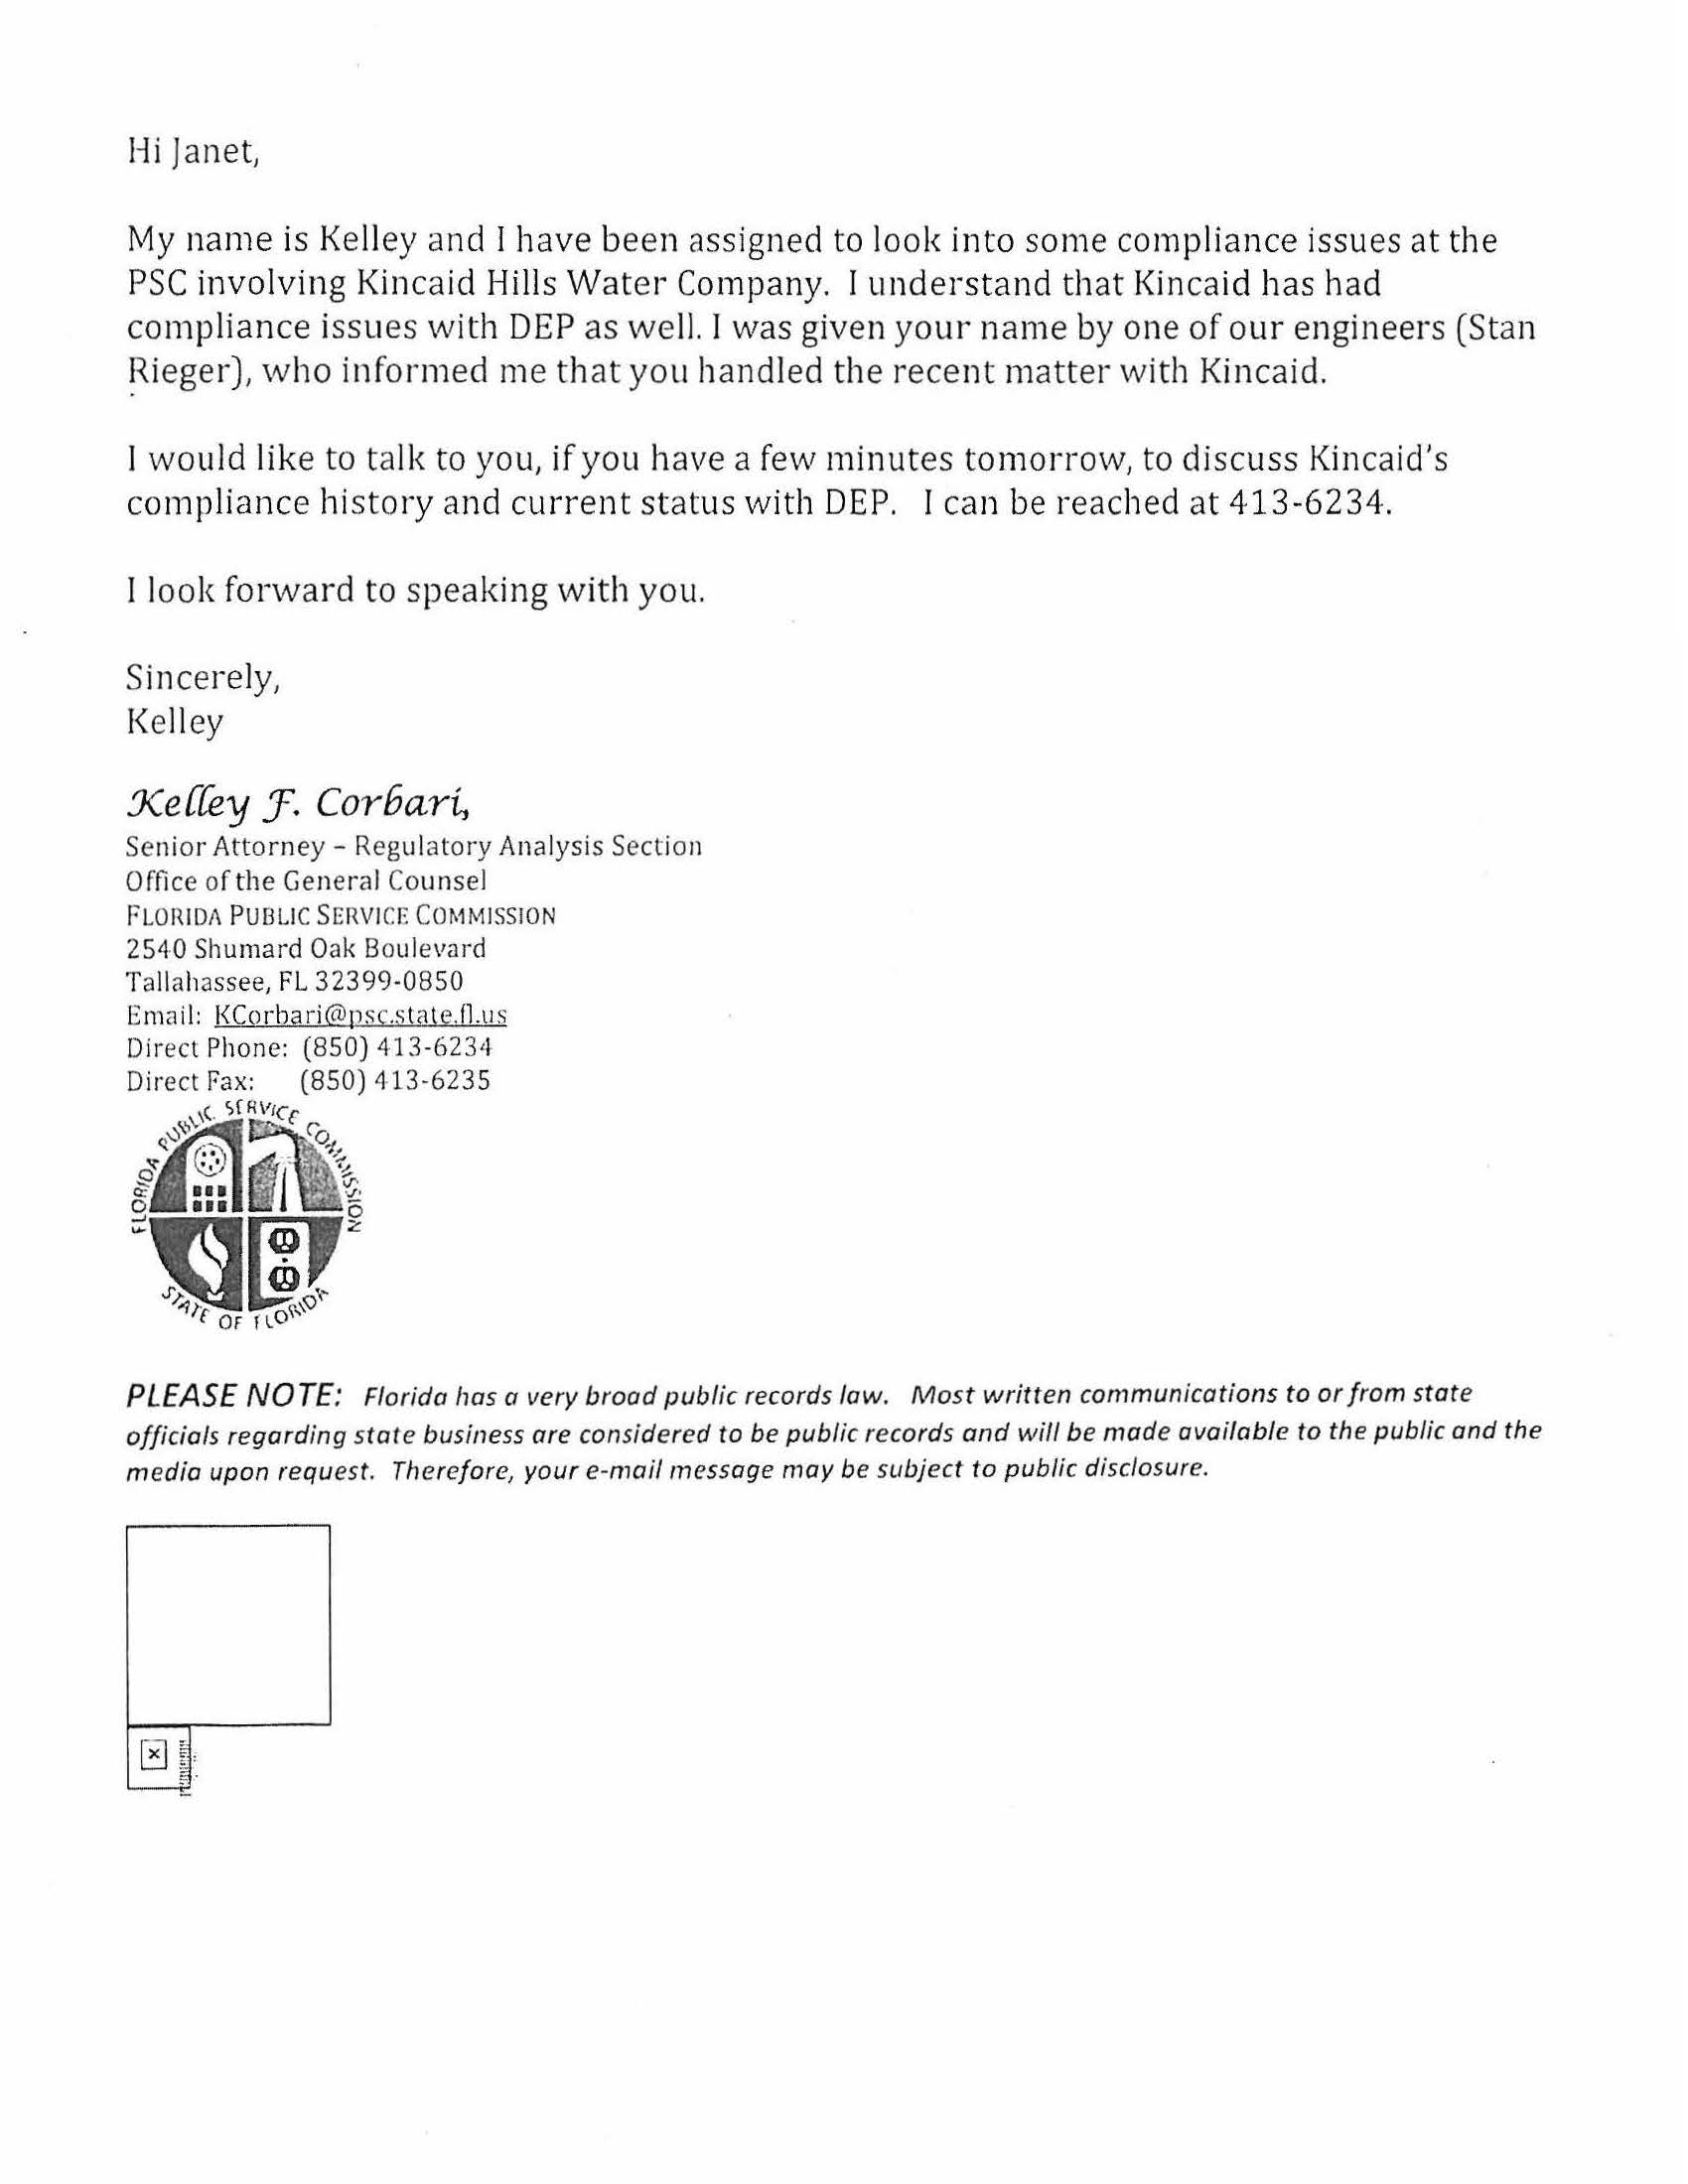 Hi Janet,
My name is Kelley and I have been assigned to look into some compliance issues at the
PSC involving Kincaid Hills Water Company.  I understand that Kincaid has had
compliance issues with DEP as well. I was given your name by one of our engineers (Stan
Rieger), who informed me that you handled the recent matter with Kincaid.
I would like to talk to you, if you have a few minutes tomorrow, to discuss Kincaid's
compliance history and current status with DEP.   I can be reached at 413-6234.
I look forward to speaking with you.
Sincerely,
Kelley
Kelley F. Corbari,
Senior Attorney – Regulatory Analysis Section
Office of the General Counsel
FLORIDA PUBLIC SERVICE COMMISSION
2540 Shumard Oak Boulevard
Tallahassee, FL 32399-0850
Email:  KCorbari@psc.state.fl.us
Direct Phone:  (850) 413-6234
Direct Fax:     (850) 413-6235
FLORIDA PUBLIC SERVICE COMMISSION
STATE OF FLORIDA
PLEASE NOTE:  Florida has a very broad public records law.   Most written communications to or from state
officials regarding state business are considered to be public records and will be made available to the public and the
media upon request.  Therefore, your e-mail message may be subject to public disclosure.